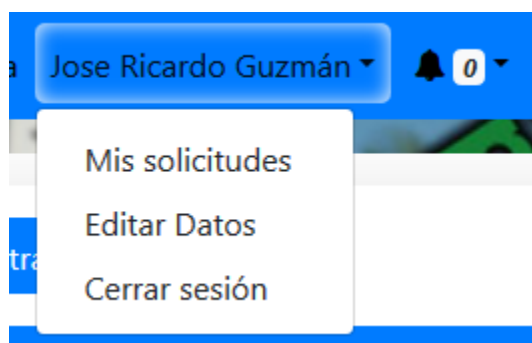 Jose Ricardo Guzmán
0
Mis solicitudes
Editar Datos
Cerrar sesión